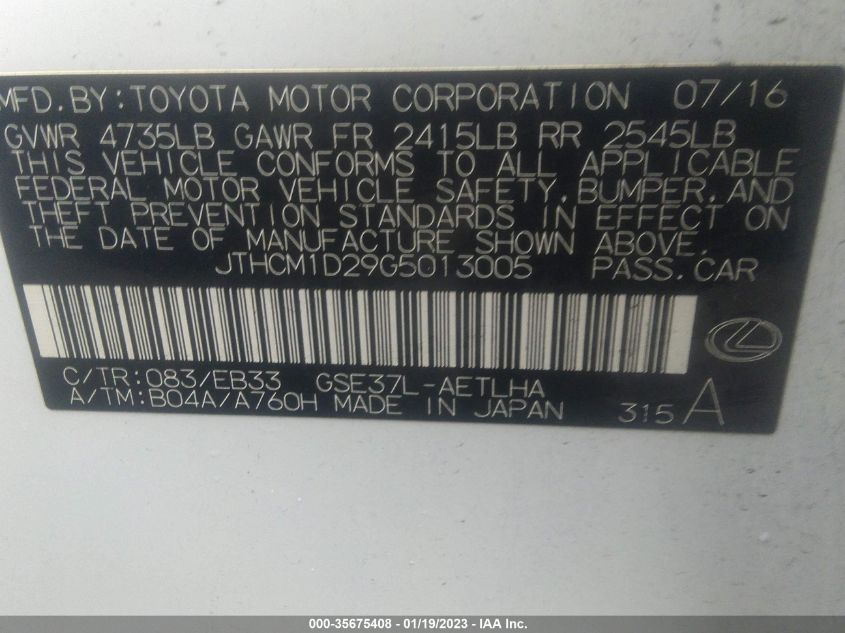 MFD.BY:TOYOTA MOTOR CORPORATION 07/16
GVWR 4735LB GAWR FR 2415LB RR 2545LB
THIS VEHICLE CONFORMS TO ALL APPLICABLE
FEDERAL MOTOR VEHICLE SAFETY,BUMPER,AND
THEFT PREVENTION STANDARDS IN EFFECT ON
THE DATE OF MANUFACTURE SHOWN ABOVE.
JTHCM1D29G5013005 PASS.CAR
C/TR:083/EB33 GSE37L-AETLHA
A/TM:B04A/A760H MADE IN JAPAN 315 A
000-35675408 - 01/19/2023 - IAA Inc.